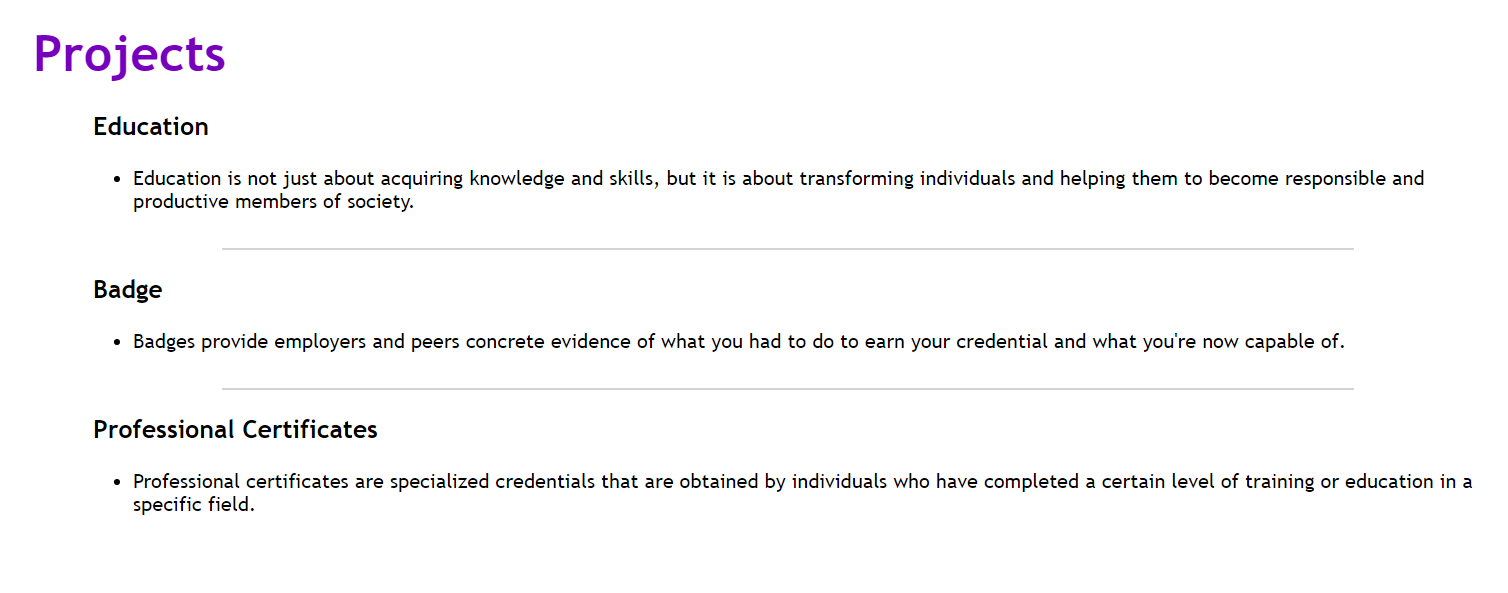 Projects
Education
• Education is not just about acquiring knowledge and skills, but it is about transforming individuals and helping them to become responsible and
productive members of society.
Badge
• Badges provide employers and peers concrete evidence of what you had to do to earn your credential and what you're now capable of.
Professional Certificates
• Professional certificates are specialized credentials that are obtained by individuals who have completed a certain level of training or education in a
specific field.